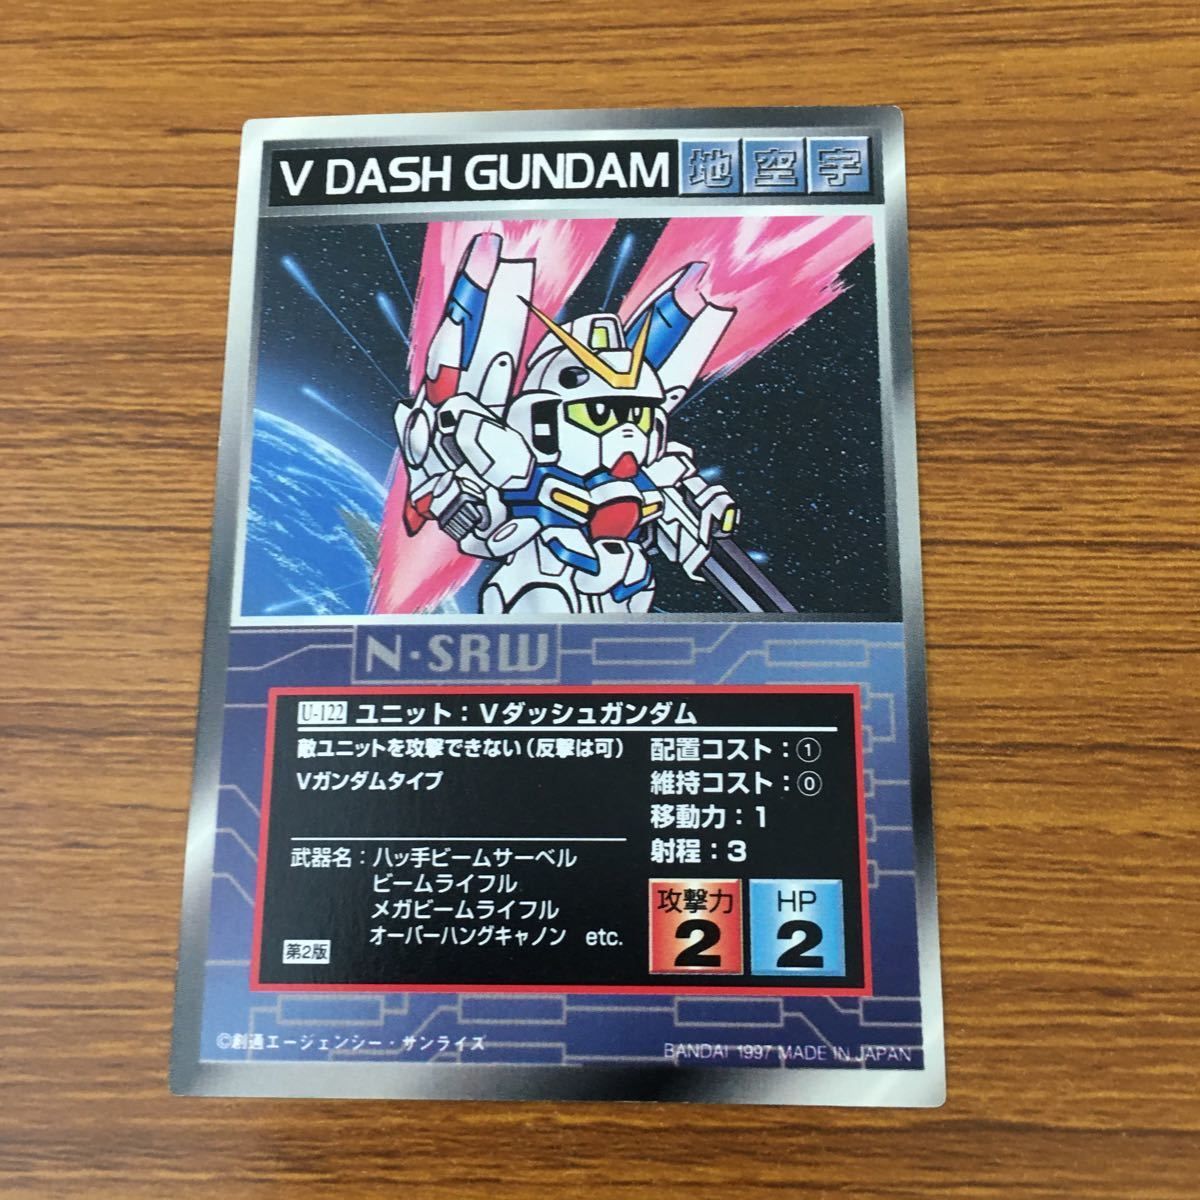 V DASH GUNDAM 地 空 宇
N·SRW
U-122 ユニット：Vダッシュガンダム
敵ユニットを攻撃できない（反撃は可）
Vガンダムタイプ
配置コスト：①
維持コスト：⓪
移動力：1
射程：3
武器名：ハッ手ビームサーベル
ビームライフル
メガビームライフル
オーバーハングキャノン etc.
第2版
攻撃力
2
HP
2
©創通エージェンシー・サンライズ
BANDAI 1997 MADE IN JAPAN